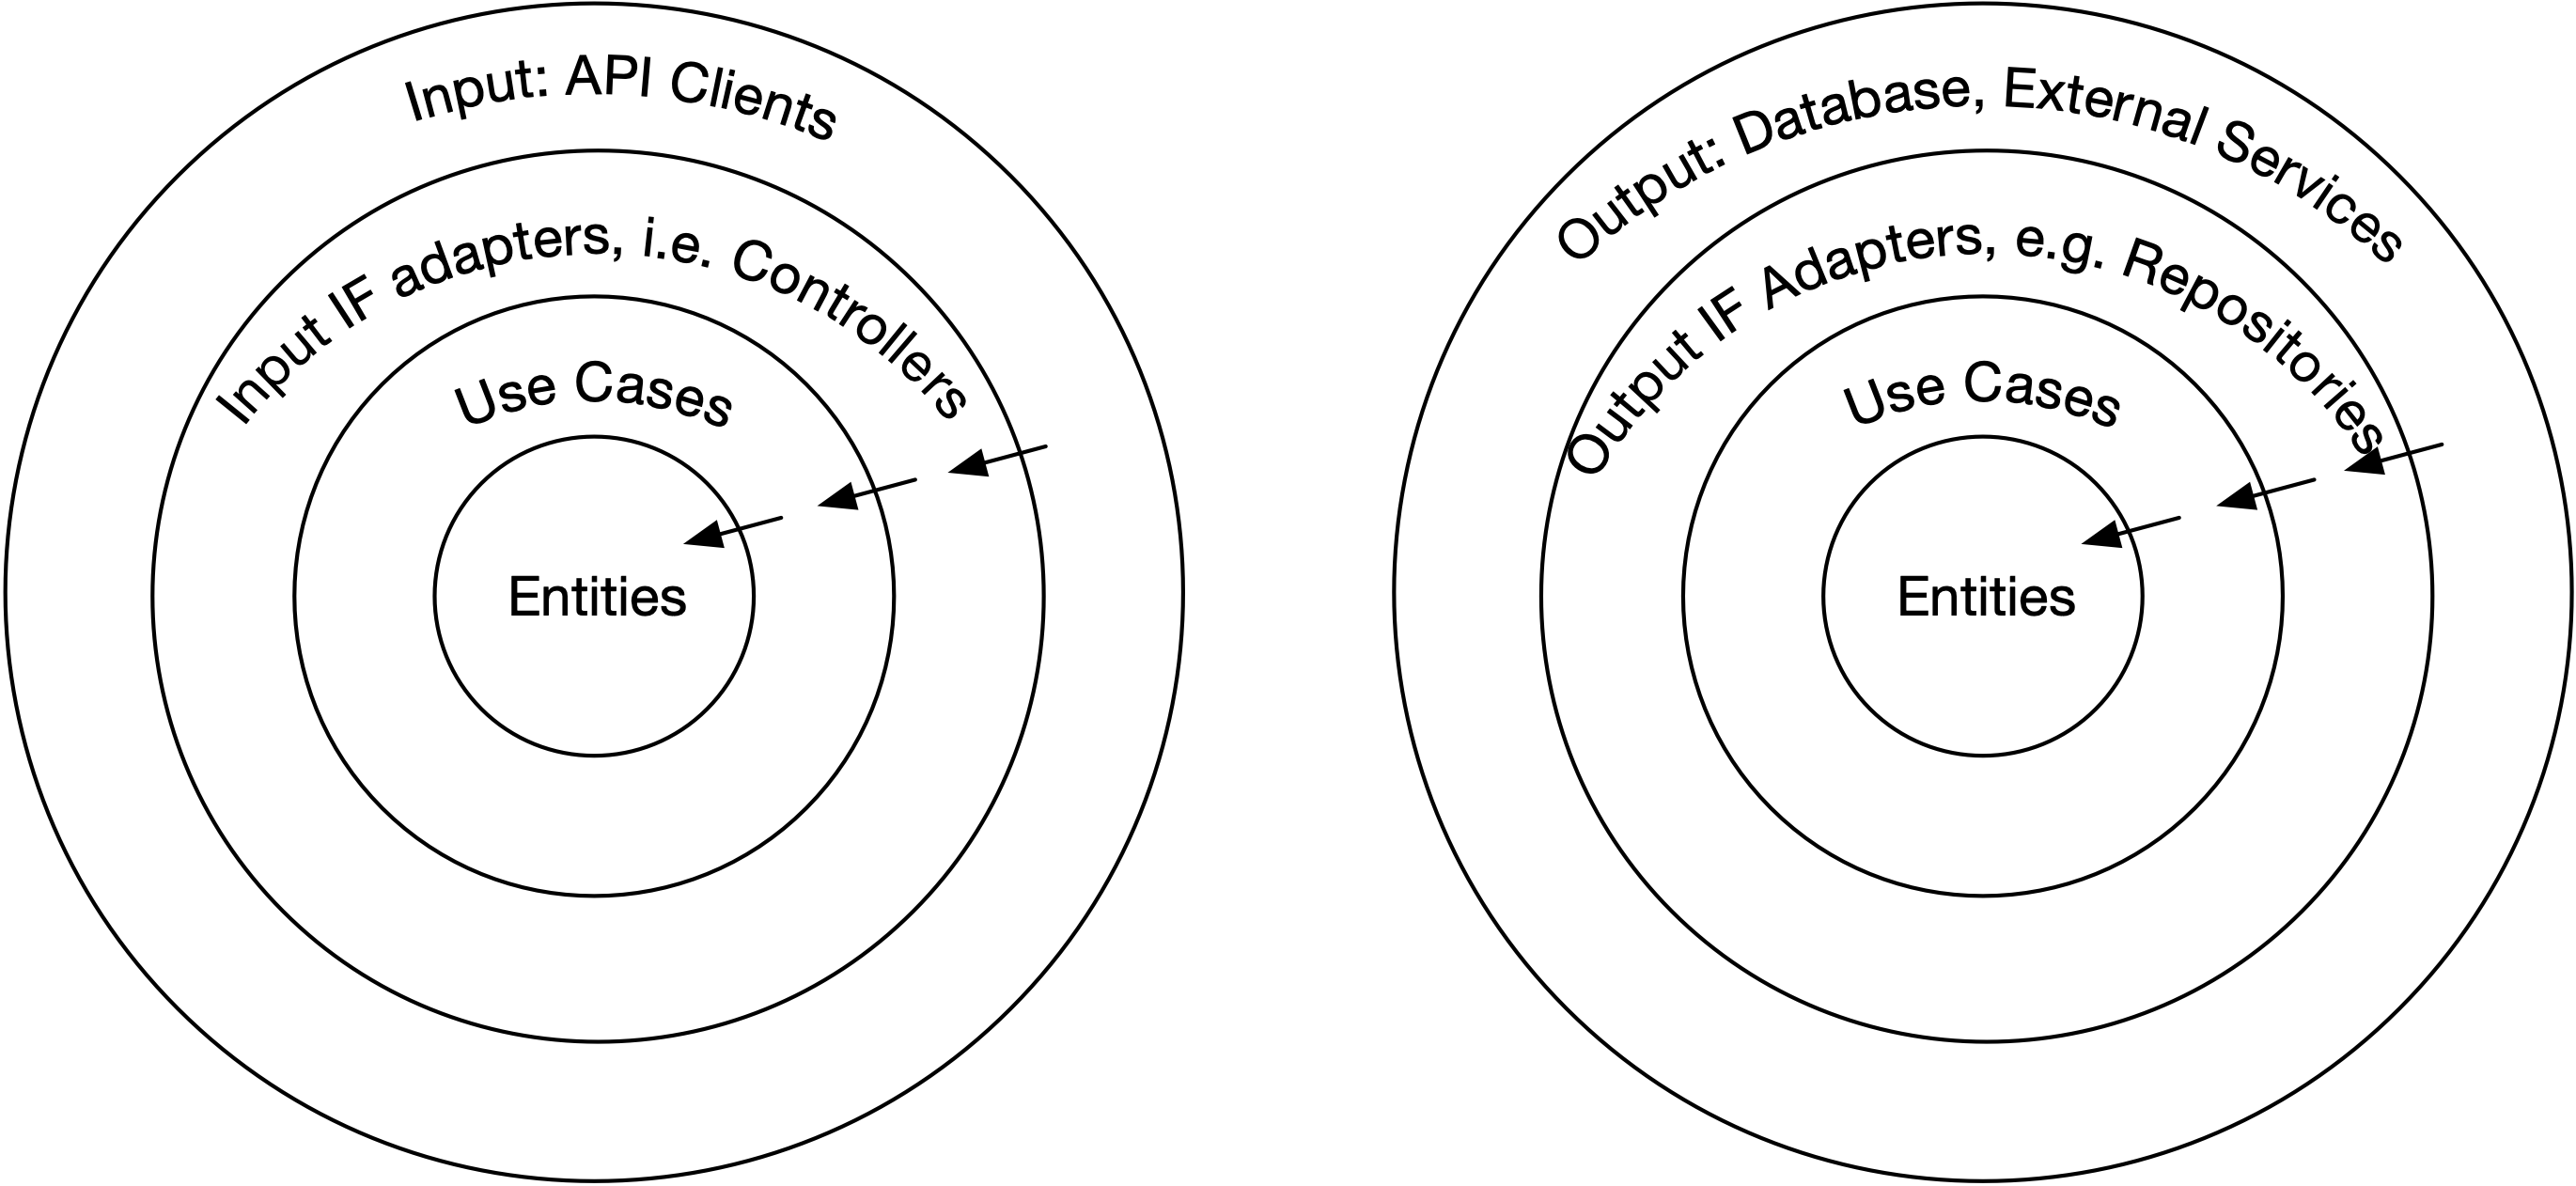 Input: API Clients
Input IF adapters, i.e. Controllers
Use Cases
Entities
Output: Database, External Services
Output IF Adapters, e.g. Repositories
Use Cases
Entities